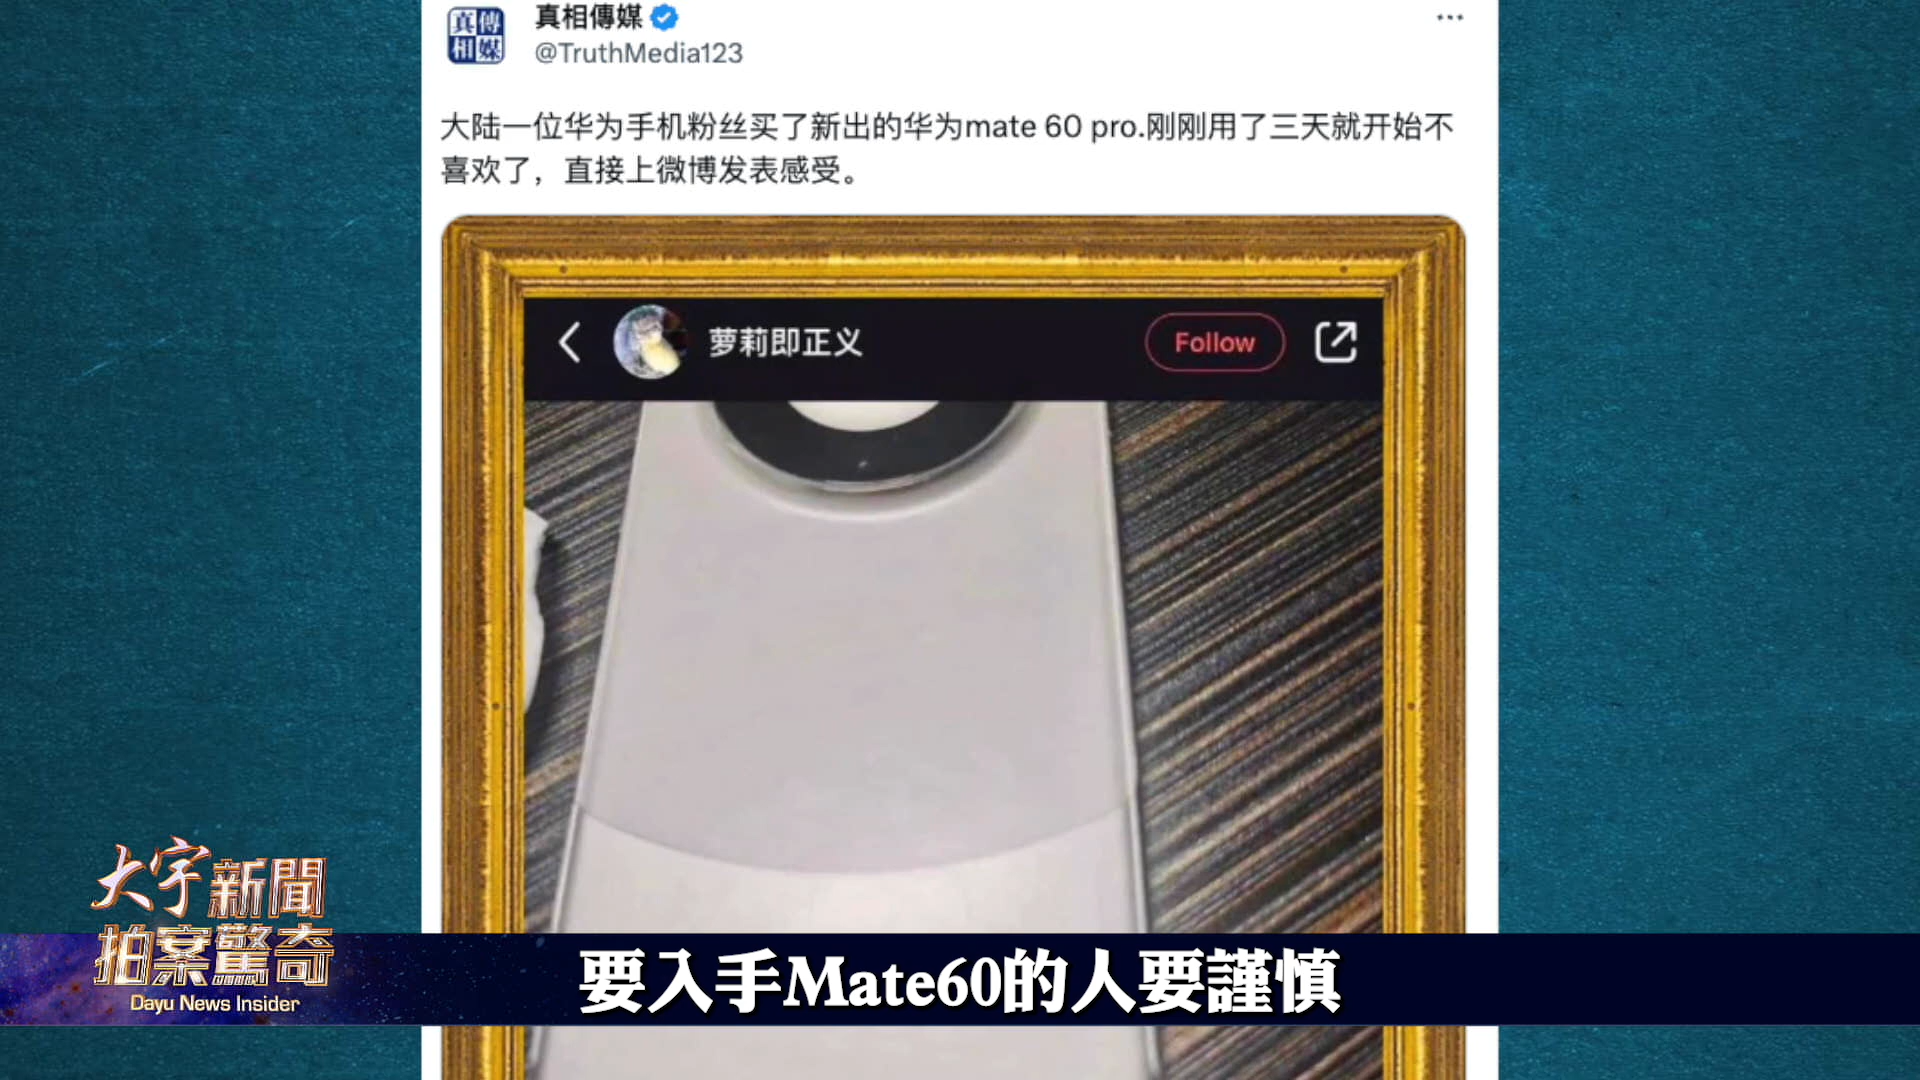 真相傳媒
@TruthMedia123
大陆一位华为手机粉丝买了新出的华为mate 60 pro.刚刚用了三天就开始不
喜欢了，直接上微博发表感受。
萝莉即正义
Follow
大宇新聞
拍案驚奇
Dayu News Insider
要入手Mate60的人要謹慎